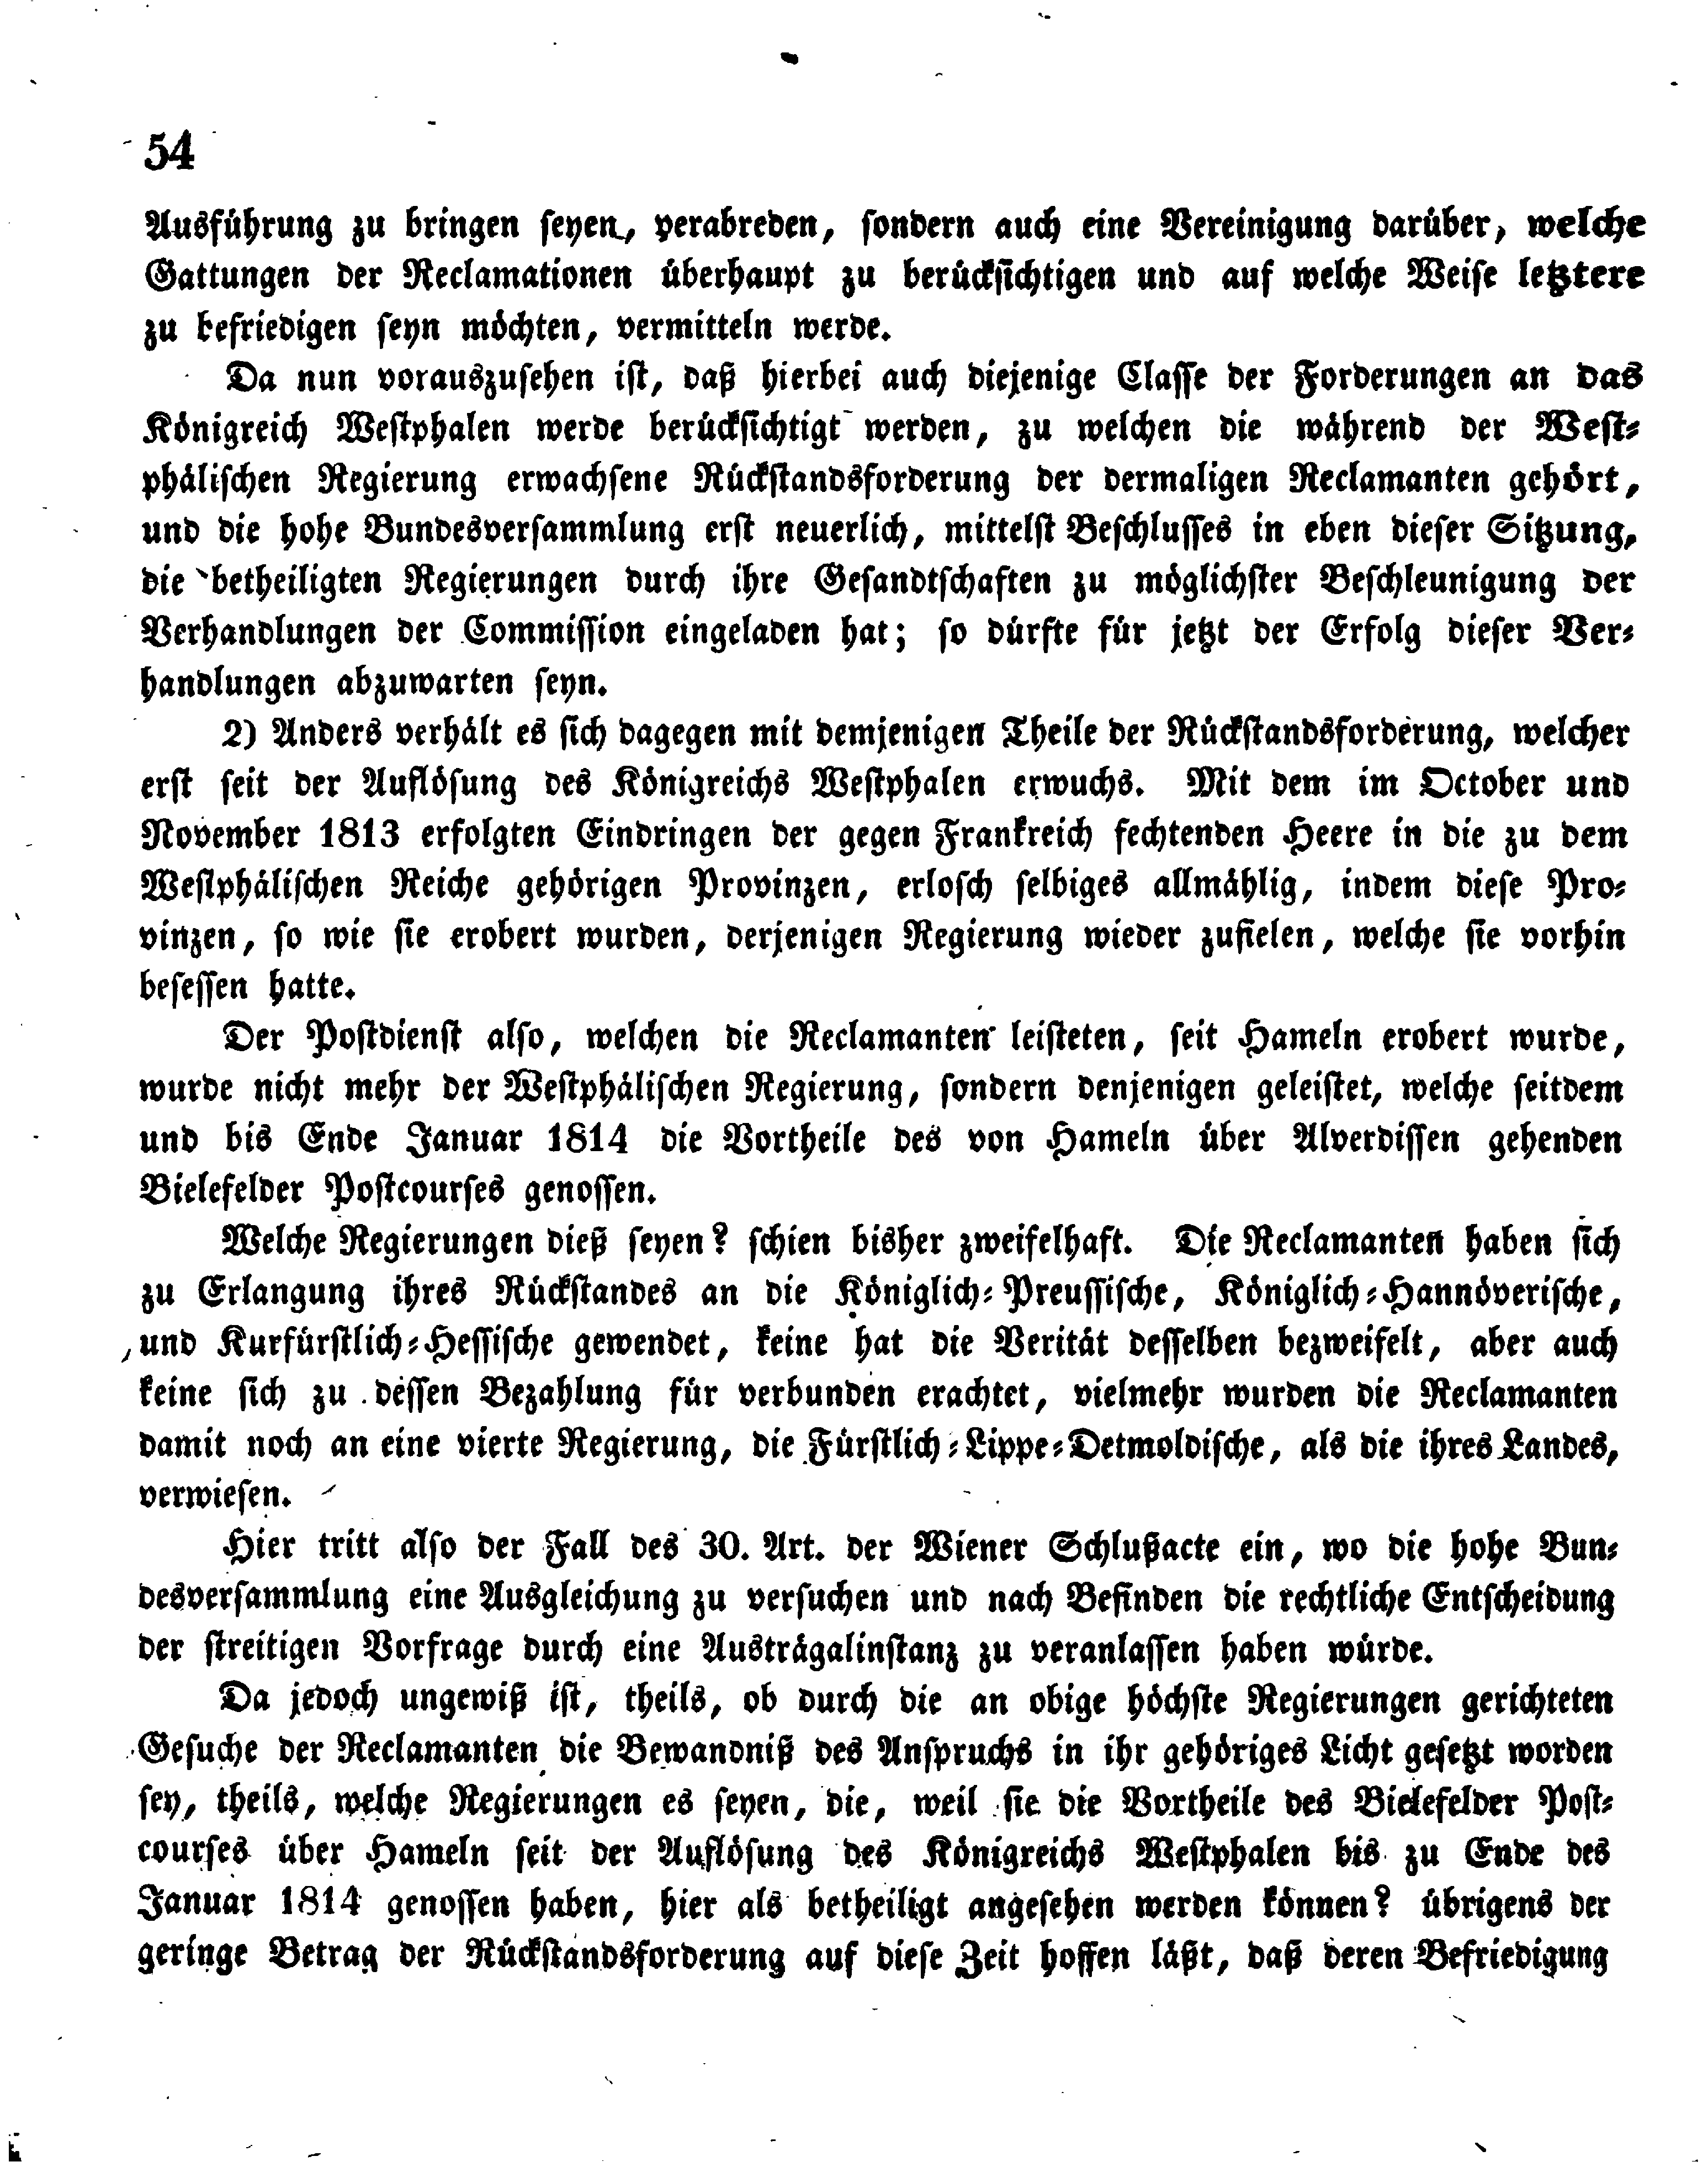 54
Ausführung zu bringen seyen, verabreden, sondern auch eine Vereinigung darüber, welche
Gattungen der Reclamationen überhaupt zu berücksichtigen und auf welche Weise letztere
zu befriedigen seyn möchten, vermitteln werde.
Da nun vorauszusehen ist, daß hierbei auch diejenige Classe der Forderungen an das
Königreich Westphalen werde berücksichtigt werden, zu welchen die während der West-
phälischen Regierung erwachsene Rückstandsforderung der dermaligen Reclamanten gehört,
und die hohe Bundesversammlung erst neuerlich, mittelst Beschlusses in eben dieser Sitzung,
die betheiligten Regierungen durch ihre Gesandtschaften zu möglichster Beschleunigung der
Verhandlungen der Commission eingeladen hat; so dürfte für jetzt der Erfolg dieser Ver-
handlungen abzuwarten seyn.
2) Anders verhält es sich dagegen mit demjenigen Theile der Rückstandsforderung, welcher
erst seit der Auflösung des Königreichs Westphalen erwuchs. Mit dem im October und
November 1813 erfolgten Eindringen der gegen Frankreich fechtenden Heere in die zu dem
Westphälischen Reiche gehörigen Provinzen, erlosch selbiges allmählig, indem diese Pro-
vinzen, so wie sie erobert wurden, derjenigen Regierung wieder zufielen, welche sie vorhin
besessen hatte.
Der Postdienst also, welchen die Reclamanten leisteten, seit Hameln erobert wurde,
wurde nicht mehr der Westphälischen Regierung, sondern denjenigen geleistet, welche seitdem
und bis Ende Januar 1814 die Vortheile des von Hameln über Alverdissen gehenden
Bielefelder Postcourses genossen.
Welche Regierungen dieß seyen? schien bisher zweifelhaft. Die Reclamanten haben sich
zu Erlangung ihres Rückstandes an die Königlich-Preussische, Königlich-Hannöverische,
und Kurfürstlich-Hessische gewendet, keine hat die Verität desselben bezweifelt, aber auch
keine sich zu dessen Bezahlung für verbunden erachtet, vielmehr wurden die Reclamanten
damit noch an eine vierte Regierung, die Fürstlich-Lippe-Detmoldische, als die ihres Landes,
verwiesen.
Hier tritt also der Fall des 30. Art. der Wiener Schlußacte ein, wo die hohe Bun-
desversammlung eine Ausgleichung zu versuchen und nach Befinden die rechtliche Entscheidung
der streitigen Vorfrage durch eine Austrägalinstanz zu veranlassen haben würde.
Da jedoch ungewiß ist, theils, ob durch die an obige höchste Regierungen gerichteten
Gesuche der Reclamanten die Bewandniß des Anspruchs in ihr gehöriges Licht gesetzt worden
sey, theils, welche Regierungen es seyen, die, weil sie die Vortheile des Bielefelder Post-
courses über Hameln seit der Auflösung des Königreichs Westphalen bis zu Ende des
Januar 1814 genossen haben, hier als betheiligt angesehen werden können? übrigens der
geringe Betrag der Rückstandsforderung auf diese Zeit hoffen läßt, daß deren Befriedigung